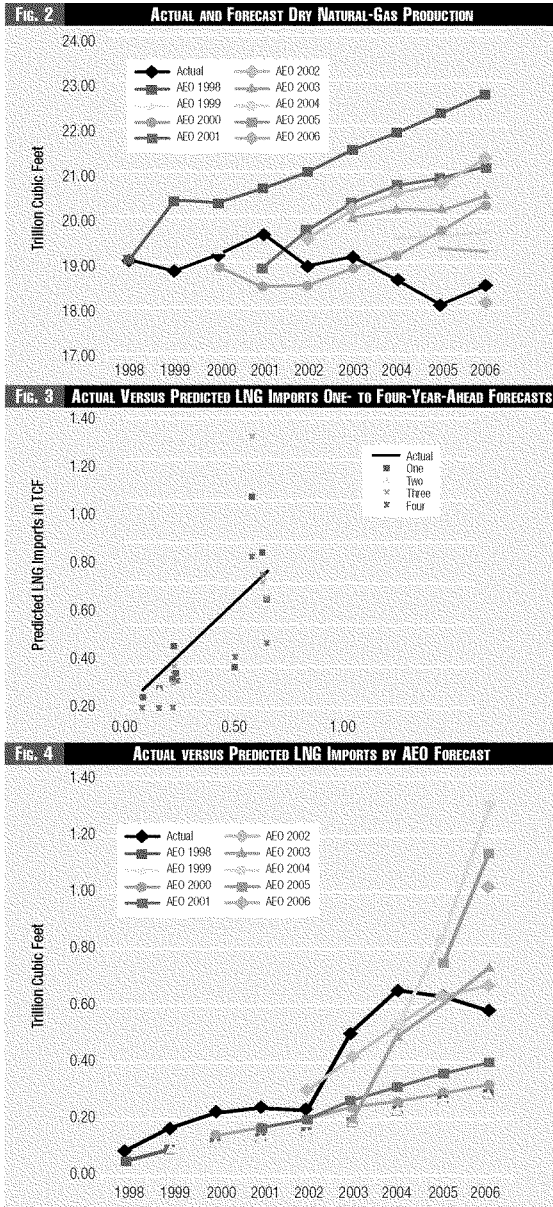 FIG. 2 ACTUAL AND FORECAST DRY NATURAL-GAS PRODUCTION
Trillion Cubic Feet
24.00
23.00
22.00
21.00
20.00
19.00
18.00
17.00
Actual
AEO 1998
AEO 1999
AEO 2000
AEO 2001
AEO 2002
AEO 2003
AEO 2004
AEO 2005
AEO 2006
1998 1999 2000 2001 2002 2003 2004 2005 2006
FIG. 3 ACTUAL VERSUS PREDICTED LNG IMPORTS ONE- TO FOUR-YEAR-AHEAD FORECASTS
Predicted LNG Imports in TCF
1.40
1.20
1.00
0.80
0.60
0.40
0.20
Actual
One
Two
Three
Four
0.00 0.50 1.00
FIG. 4 ACTUAL VERSUS PREDICTED LNG IMPORTS BY AEO FORECAST
Trillion Cubic Feet
1.40
1.20
1.00
0.80
0.60
0.40
0.20
0.00
Actual
AEO 1998
AEO 1999
AEO 2000
AEO 2001
AEO 2002
AEO 2003
AEO 2004
AEO 2005
AEO 2006
1998 1999 2000 2001 2002 2003 2004 2005 2006